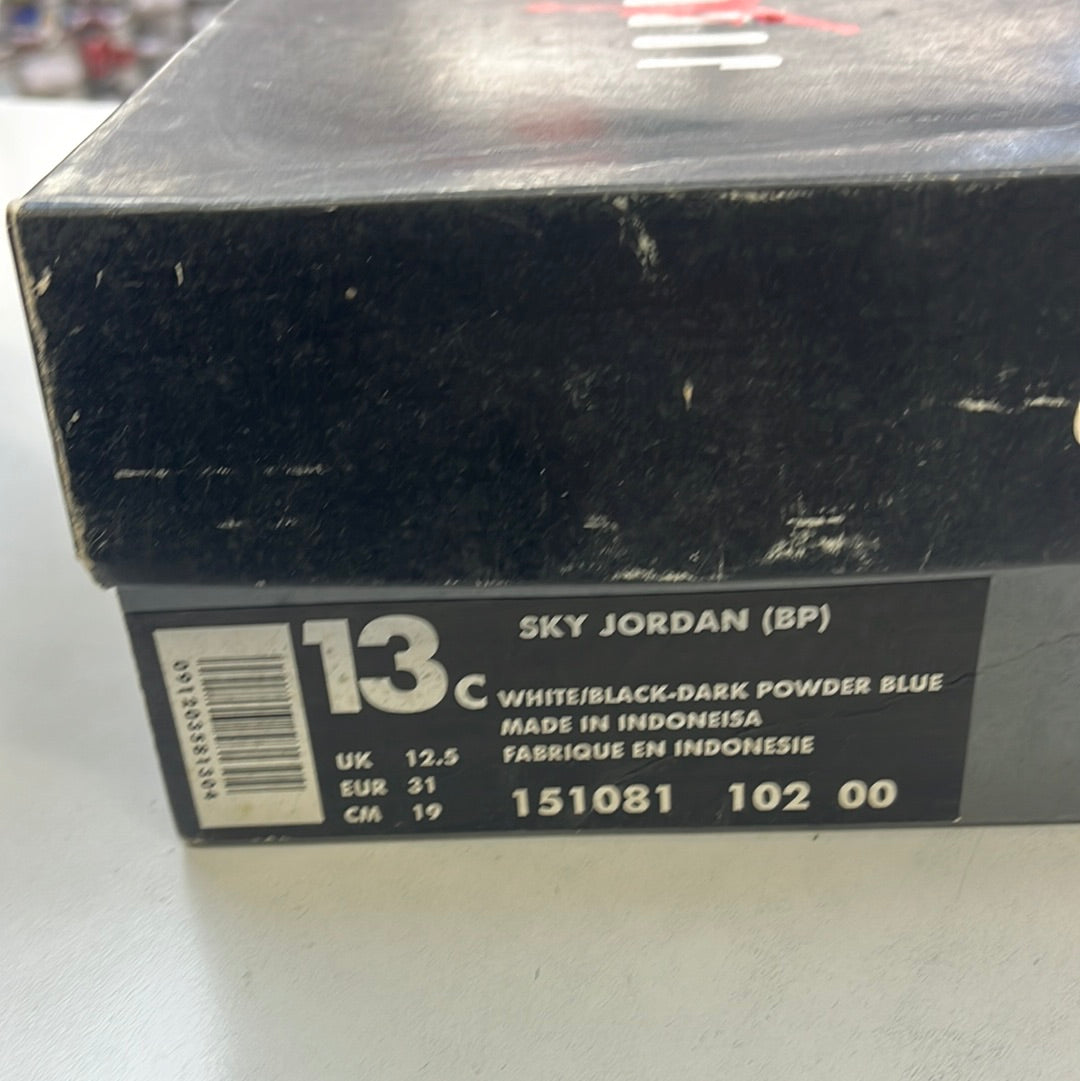 13 C
UK 12.5
EUR 31
CM 19
SKY JORDAN (BP)
WHITE/BLACK-DARK POWDER BLUE
MADE IN INDONEISA
FABRIQUE EN INDONESIE
151081 102 00